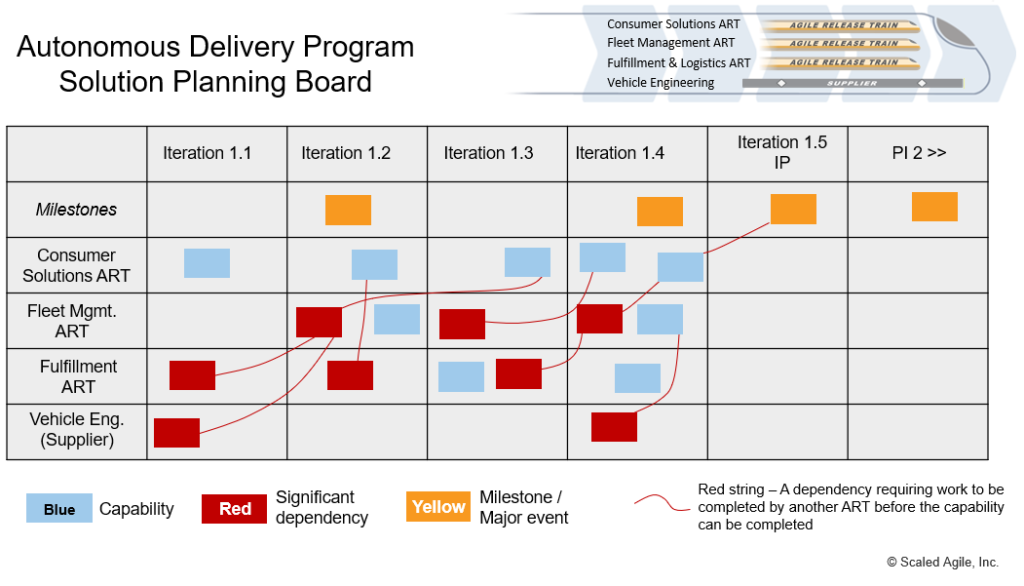 Autonomous Delivery Program
Solution Planning Board
Consumer Solutions ART
AGILE RELEASE TRAIN
Fleet Management ART
AGILE RELEASE TRAIN
Fulfillment & Logistics ART
AGILE RELEASE TRAIN
Vehicle Engineering
SUPPLIER
Iteration 1.1
Iteration 1.2
Iteration 1.3
Iteration 1.4
Iteration 1.5
IP
PI 2 >>
Milestones
Consumer
Solutions ART
Fleet Mgmt.
ART
Fulfillment
ART
Vehicle Eng.
(Supplier)
Blue
Capability
Red
Significant
dependency
Yellow
Milestone /
Major event
Red string – A dependency requiring work to be
completed by another ART before the capability
can be completed
© Scaled Agile, Inc.